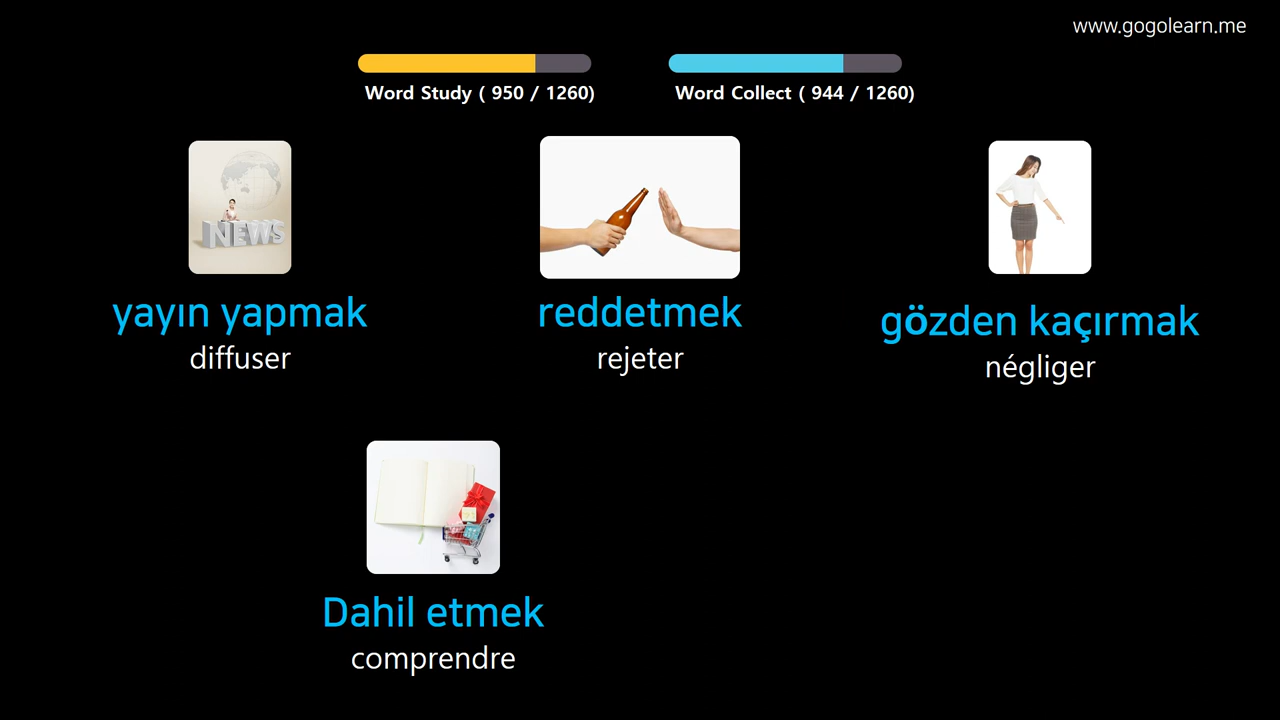 www.gogolearn.me
Word Study ( 950 / 1260)
Word Collect ( 944 / 1260)
NEWS
yayın yapmak
diffuser
reddetmek
rejeter
gözden kaçırmak
négliger
Dahil etmek
comprendre